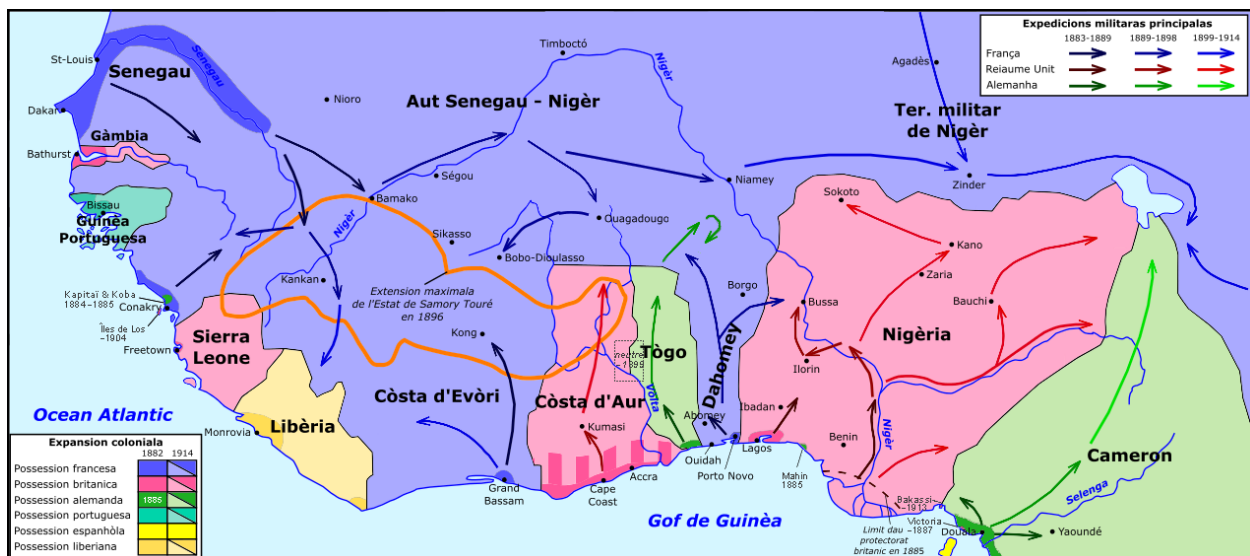 Expedicions militaras principalas
1883-1889 1889-1898 1899-1914
França
Reiaume Unit
Alemanha
St-Louis
Senegau
Senegau
Dakar
Gàmbia
Bathurst
Bissau
Guinèa
Portuguesa
Nioro
Timboctó
Nigèr
Aut Senegau - Nigèr
Agadès
Ter. militar
de Nigèr
Zinder
Niamey
Ségou
Bamako
Nigèr
Sikasso
Ouagadougo
Bobo-Dioulasso
Kankan
Extension maximala
de l'Estat de Samory Touré
en 1896
Kong
Kapitaï & Koba
1884-1885
Conakry
Îles de Los
-1904
Freetown
Sierra
Leone
Libèria
Monrovia
Còsta d'Evòri
Grand
Bassam
Còsta d'Aur
Kumasi
Cape
Coast
Accra
neutre
-1899
Tògo
Volta
Dahomey
Borgo
Abomey
Ouidah
Porto Novo
Sokoto
Kano
Zaria
Bauchi
Bussa
Nigèria
Ilorin
Ibadan
Lagos
Benin
Mahin
1885
Nigèr
Bakassi
-1913
Victoria
-1887
Douala
Limit dau
protectorat
britanic en 1885
Yaoundé
Cameron
Selenga
Ocean Atlantic
Gof de Guinèa
Expansion coloniala
1882 1914
Possession francesa
Possession britanica
Possession alemanda 1885
Possession portuguesa
Possession espanhòla
Possession liberiana